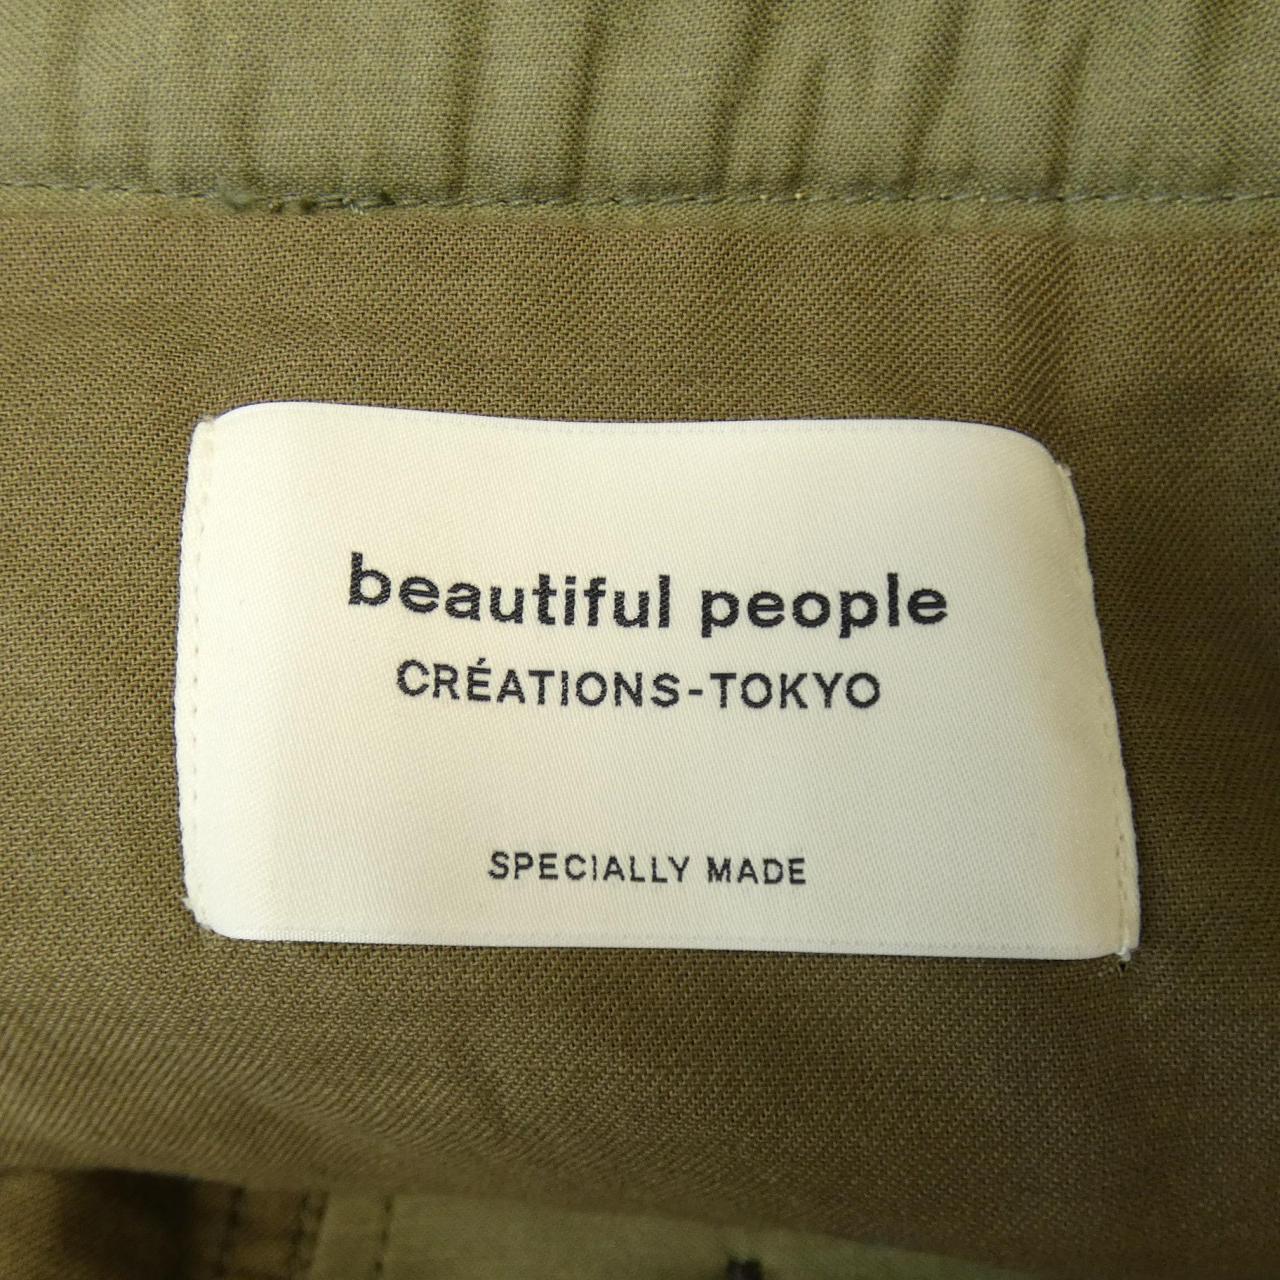 beautiful people
CRÉATIONS-TOKYO
SPECIALLY MADE